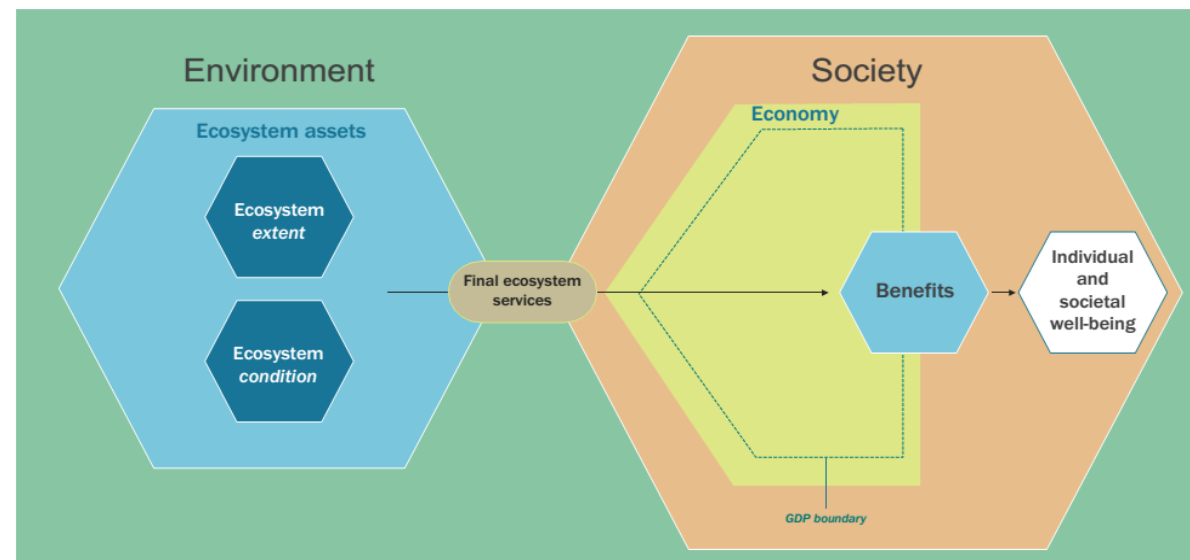 Environment
Society
Ecosystem assets
Economy
Ecosystem
extent
Ecosystem
condition
Final ecosystem
services
Benefits
Individual
and
societal
well-being
GDP boundary